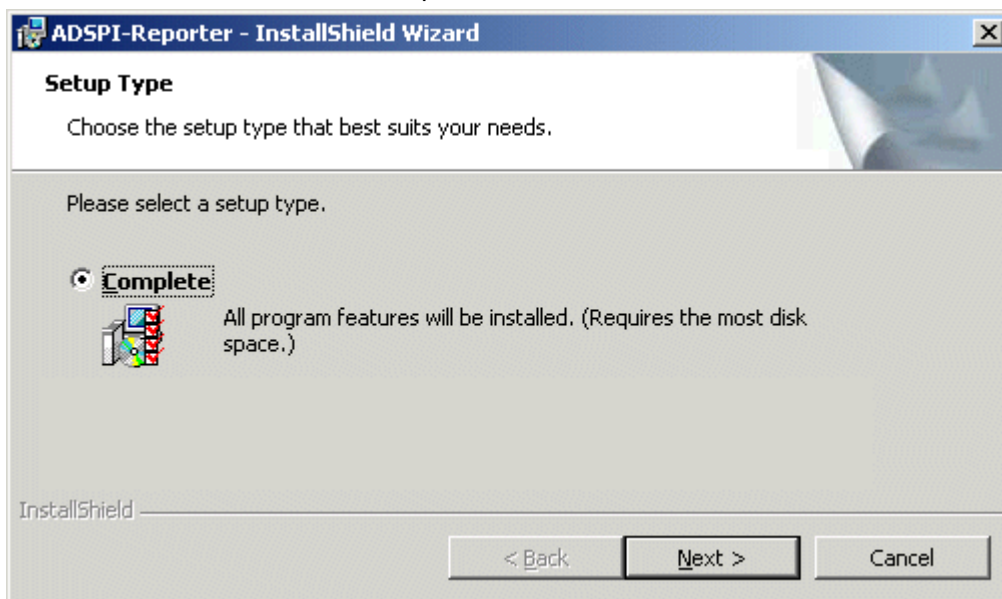 ADSPI-Reporter - InstallShield Wizard
Setup Type
Choose the setup type that best suits your needs.
Please select a setup type.
Complete
All program features will be installed. (Requires the most disk
space.)
InstallShield
< Back Next > Cancel